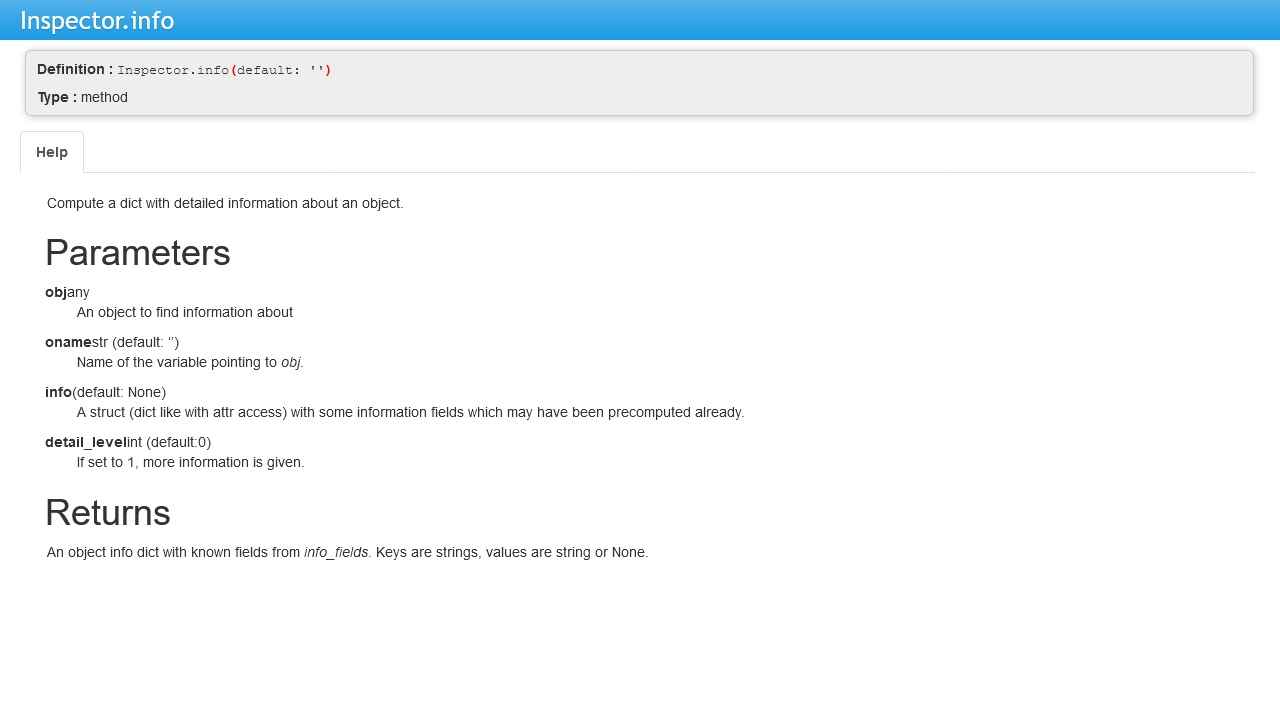 Inspector.info
Definition : Inspector.info(default: '')
Type : method
Help
Compute a dict with detailed information about an object.
Parameters
objany
An object to find information about
onamestr (default: ‘’)
Name of the variable pointing to obj.
info(default: None)
A struct (dict like with attr access) with some information fields which may have been precomputed already.
detail_levelint (default:0)
If set to 1, more information is given.
Returns
An object info dict with known fields from info_fields. Keys are strings, values are string or None.